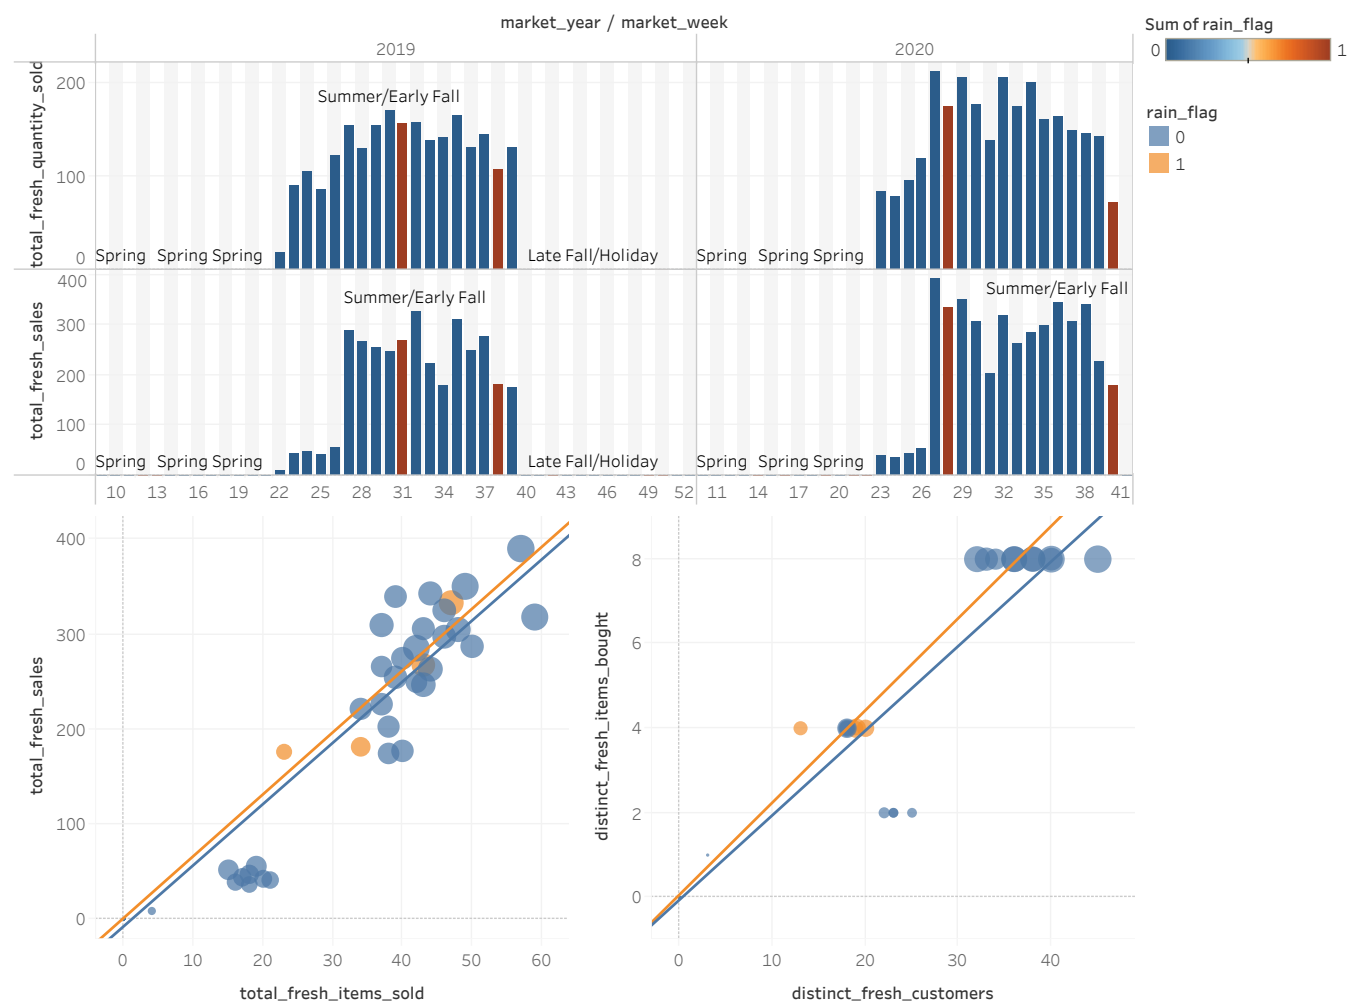 market_year / market_week
Sum of rain_flag
0 1
2019 2020
rain_flag
0
1
total_fresh_quantity_sold
200
100
0
Summer/Early Fall
Spring Spring Spring Late Fall/Holiday Spring Spring Spring
total_fresh_sales
400
300
200
100
0
Summer/Early Fall Summer/Early Fall
Spring Spring Spring Late Fall/Holiday Spring Spring Spring
10 13 16 19 22 25 28 31 34 37 40 43 46 49 52 11 14 17 20 23 26 29 32 35 38 41
total_fresh_sales
400
300
200
100
0
0 10 20 30 40 50 60
total_fresh_items_sold
distinct_fresh_items_bought
8
6
4
2
0
0 10 20 30 40
distinct_fresh_customers